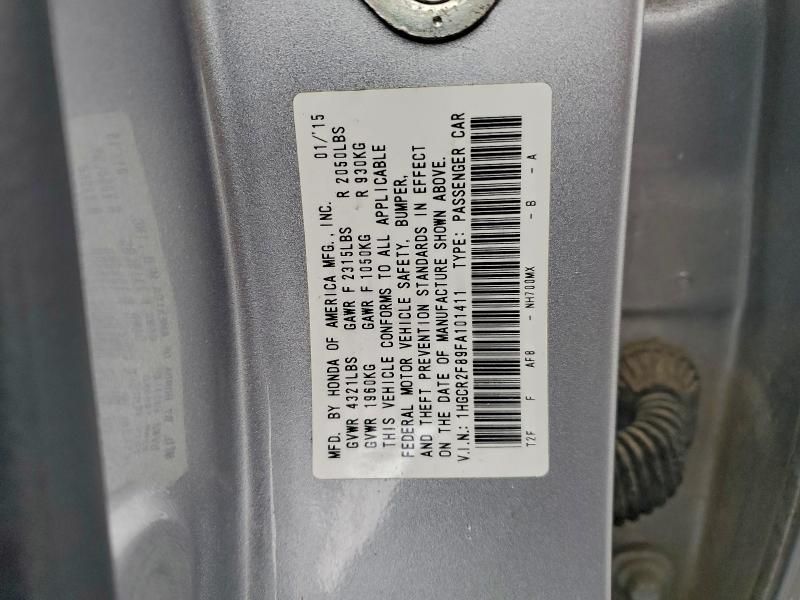 MFD. BY HONDA OF AMERICA MFG., INC. 01/'15
GVWR 4321LBS GAWR F 2315LBS R 2050LBS
GVWR 1960KG GAWR F 1050KG R 930KG
THIS VEHICLE CONFORMS TO ALL APPLICABLE
FEDERAL MOTOR VEHICLE SAFETY, BUMPER,
AND THEFT PREVENTION STANDARDS IN EFFECT
ON THE DATE OF MANUFACTURE SHOWN ABOVE.
V.I.N.: 1HGCR2F89FA101411 TYPE: PASSENGER CAR
T2F F AF8 - NH700MX - B - A